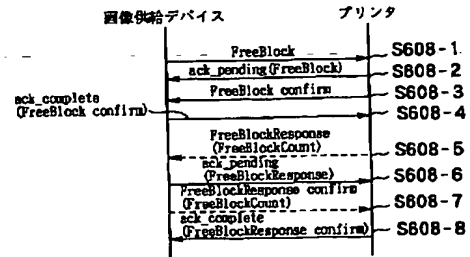 画像供給デバイス
プリンタ
FreeBlock
S608-1
ack_pending(FreeBlock)
S608-2
FreeBlock confirm
S608-3
ack_complete
(FreeBlock confirm)
S608-4
FreeBlockResponse
(FreeBlockCount)
S608-5
ack_pending
(FreeBlockResponse)
S608-6
FreeBlockResponse confirm
(FreeBlockCount)
S608-7
ack_complete
(FreeBlockResponse confirm)
S608-8